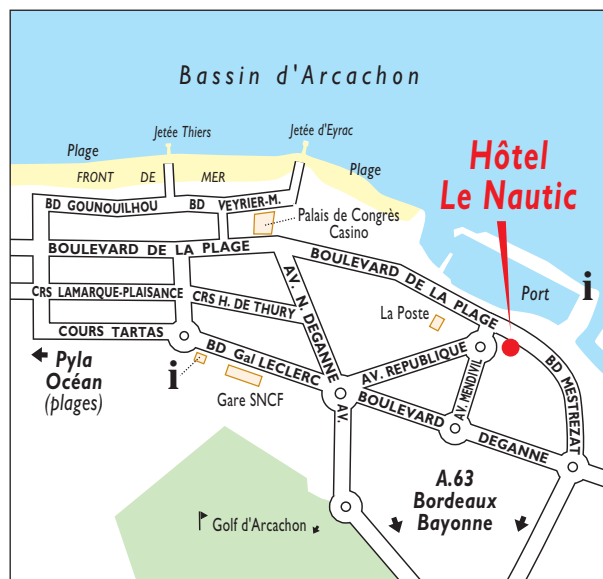 Bassin d'Arcachon
Jetée Thiers
Jetée d'Eyrac
Plage
Plage
FRONT DE MER
Hôtel
Le Nautic
BD GOUNOUILHOU
BD VEYRIER-M.
Palais de Congrès
Casino
BOULEVARD DE LA PLAGE
BOULEVARD DE LA PLAGE
Port
i
CRS LAMARQUE-PLAISANCE
CRS H. DE THURY
AV. N. DEGANNE
La Poste
COURS TARTAS
BD Gal LECLERC
AV. REPUBLIQUE
AV. MENDIVIL
BD MESTREZAT
Pyla
Océan
(plages)
i
Gare SNCF
AV.
BOULEVARD DEGANNE
A.63
Bordeaux
Bayonne
Golf d'Arcachon